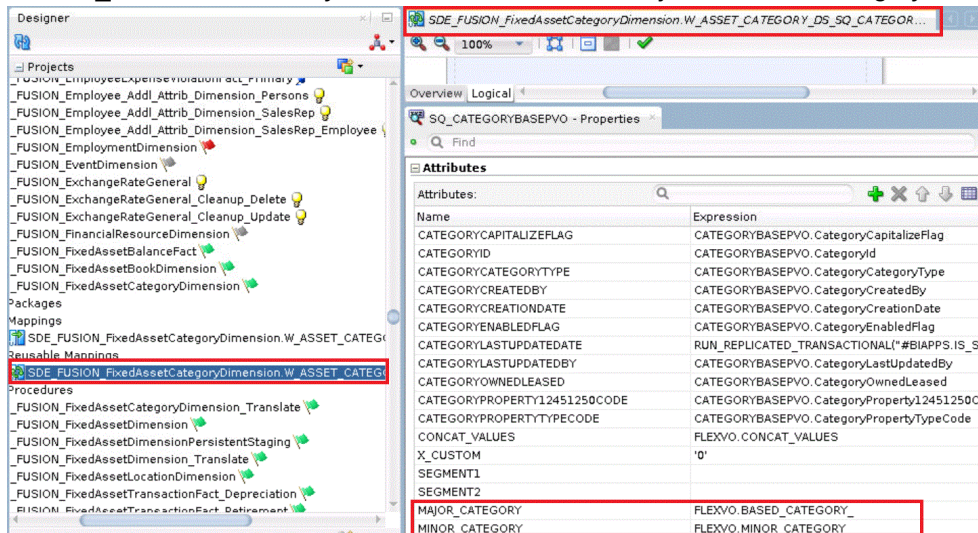 Designer
Projects
_FUSION_EmployeeExpenseViolationFact_Primary
_FUSION_Employee_Addl_Attrib_Dimension_Persons
_FUSION_Employee_Addl_Attrib_Dimension_SalesRep
_FUSION_Employee_Addl_Attrib_Dimension_SalesRep_Employee
_FUSION_EmploymentDimension
_FUSION_EventDimension
_FUSION_ExchangeRateGeneral
_FUSION_ExchangeRateGeneral_Cleanup_Delete
_FUSION_ExchangeRateGeneral_Cleanup_Update
_FUSION_FinancialResourceDimension
_FUSION_FixedAssetBalanceFact
_FUSION_FixedAssetBookDimension
_FUSION_FixedAssetCategoryDimension
Packages
Mappings
SDE_FUSION_FixedAssetCategoryDimension.W_ASSET_CATEG
Reusable Mappings
SDE_FUSION_FixedAssetCategoryDimension.W_ASSET_CATEG
Procedures
_FUSION_FixedAssetCategoryDimension_Translate
_FUSION_FixedAssetDimension
_FUSION_FixedAssetDimensionPersistentStaging
_FUSION_FixedAssetDimension_Translate
_FUSION_FixedAssetLocationDimension
_FUSION_FixedAssetTransactionFact_Depreciation
_FUSION_FixedAssetTransactionFact_Retirement
SDE_FUSION_FixedAssetCategoryDimension.W_ASSET_CATEGORY_DS_SQ_CATEGOR...
100%
Overview Logical
SQ_CATEGORYBASEPVO - Properties
Find
Attributes
Attributes:
Name Expression
CATEGORYCAPITALIZEFLAG CATEGORYBASEPVO.CategoryCapitalizeFlag
CATEGORYID CATEGORYBASEPVO.CategoryId
CATEGORYCATEGORYTYPE CATEGORYBASEPVO.CategoryCategoryType
CATEGORYCREATEDBY CATEGORYBASEPVO.CategoryCreatedBy
CATEGORYCREATIONDATE CATEGORYBASEPVO.CategoryCreationDate
CATEGORYENABLEDFLAG CATEGORYBASEPVO.CategoryEnabledFlag
CATEGORYLASTUPDATEDATE RUN_REPLICATED_TRANSACTIONAL("#BIAPPS.IS_S
CATEGORYLASTUPDATEDBY CATEGORYBASEPVO.CategoryLastUpdatedBy
CATEGORYOWNEDLEASED CATEGORYBASEPVO.CategoryOwnedLeased
CATEGORYPROPERTY12451250CODE CATEGORYBASEPVO.CategoryProperty12451250C
CATEGORYPROPERTYTYPECODE CATEGORYBASEPVO.CategoryPropertyTypeCode
CONCAT_VALUES FLEXVO.CONCAT_VALUES
X_CUSTOM '0'
SEGMENT1
SEGMENT2
MAJOR_CATEGORY FLEXVO.BASED_CATEGORY_
MINOR_CATEGORY FLEXVO.MINOR_CATEGORY